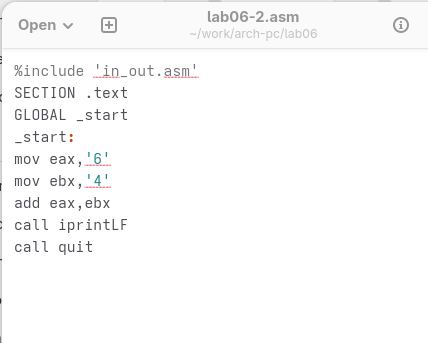 Open
lab06-2.asm
~/work/arch-pc/lab06
%include 'in_out.asm'
SECTION .text
GLOBAL _start
_start:
mov eax,'6'
mov ebx,'4'
add eax,ebx
call iprintLF
call quit